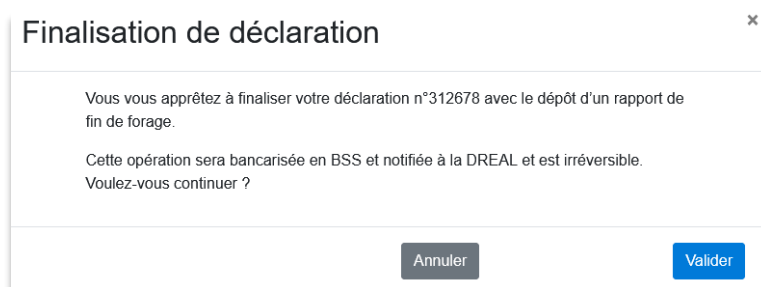 Finalisation de déclaration
×
Vous vous apprêtez à finaliser votre déclaration n°312678 avec le dépôt d’un rapport de
fin de forage.
Cette opération sera bancarisée en BSS et notifiée à la DREAL et est irréversible.
Voulez-vous continuer ?
Annuler
Valider